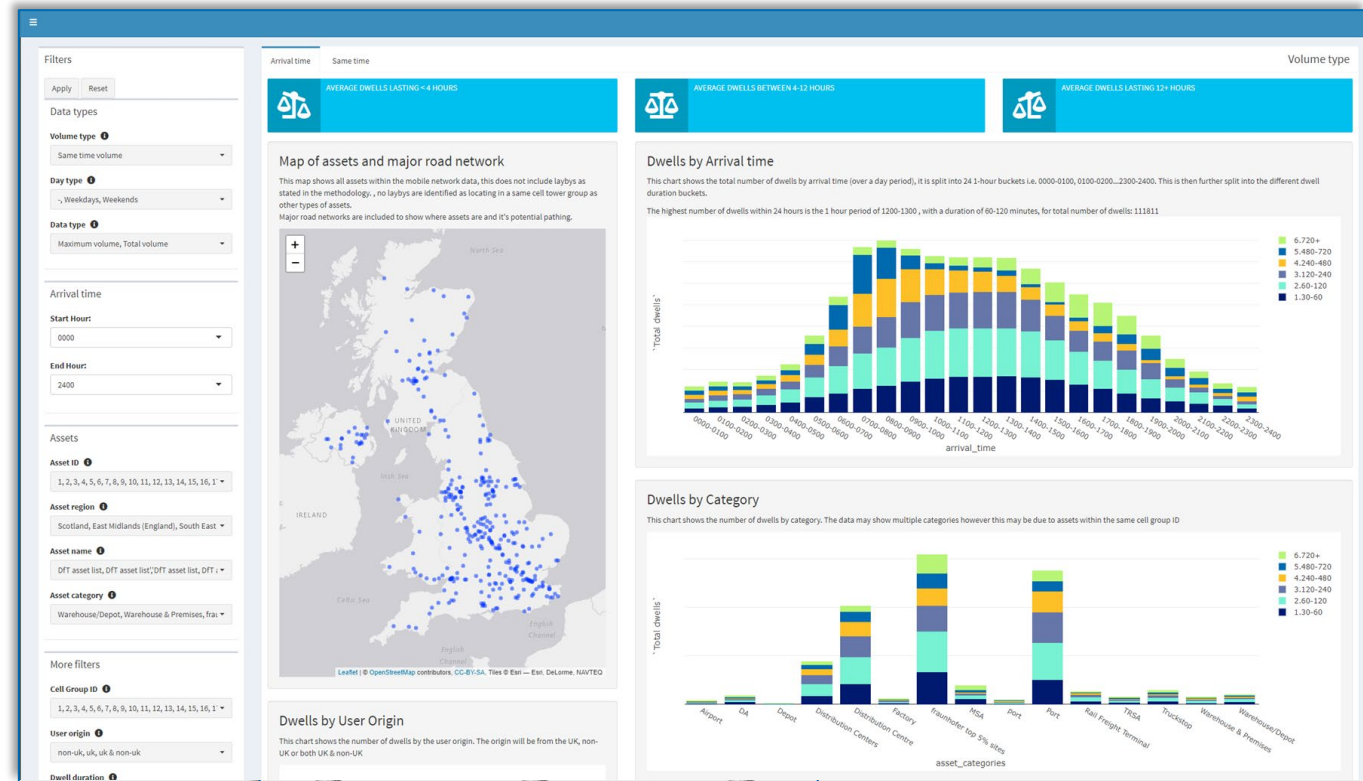 Filters
Apply Reset
Data types
Volume type
Same time volume
Day type
-, Weekdays, Weekends
Data type
Maximum volume, Total volume
Arrival time
Start Hour:
0000
End Hour:
2400
Assets
Asset ID
1, 2, 3, 4, 5, 6, 7, 8, 9, 10, 11, 12, 13, 14, 15, 16, 1
Asset region
Scotland, East Midlands (England), South East
Asset name
DfT asset list, DfT asset list','DfT asset list, DfT
Asset category
Warehouse/Depot, Warehouse & Premises, frau
More filters
Cell Group ID
1, 2, 3, 4, 5, 6, 7, 8, 9, 10, 11, 12, 13, 14, 15, 16, 1
User origin
non-uk, uk, uk & non-uk
Dwell duration
Arrival time Same time
Volume type
AVERAGE DWELLS LASTING < 4 HOURS
AVERAGE DWELLS BETWEEN 4-12 HOURS
AVERAGE DWELLS LASTING 12+ HOURS
Map of assets and major road network
This map shows all assets within the mobile network data, this does not include laybys as
stated in the methodology. , no laybys are identified as locating in a same cell tower group as
other types of assets.
Major road networks are included to show where assets are and it's potential pathing.
+
−
North Sea
UNITED
KINGDOM
Irish Sea
IRELAND
Celtic Sea
English
Channel
English
Channel
Leaflet | © OpenStreetMap contributors, CC-BY-SA, Tiles © Esri — Esri, DeLorme, NAVTEQ
Dwells by User Origin
This chart shows the number of dwells by the user origin. The origin will be from the UK, non-
UK or both UK & non-UK
Dwells by Arrival time
This chart shows the total number of dwells by arrival time (over a day period), it is split into 24 1-hour buckets i.e. 0000-0100, 0100-0200...2300-2400. This is then further split into the different dwell
duration buckets.
The highest number of dwells within 24 hours is the 1 hour period of 1200-1300 , with a duration of 60-120 minutes, for total number of dwells: 111811
`Total dwells`
6.720+
5.480-720
4.240-480
3.120-240
2.60-120
1.30-60
0000-0100
0100-0200
0200-0300
0300-0400
0400-0500
0500-0600
0600-0700
0700-0800
0800-0900
0900-1000
1000-1100
1100-1200
1200-1300
1300-1400
1400-1500
1500-1600
1600-1700
1700-1800
1800-1900
1900-2000
2000-2100
2100-2200
2200-2300
2300-2400
arrival_time
Dwells by Category
This chart shows the number of dwells by category. The data may show multiple categories however this may be due to assets within the same cell group ID
`Total dwells`
6.720+
5.480-720
4.240-480
3.120-240
2.60-120
1.30-60
Airport
DA
Depot
Distribution Centers
Distribution Centre
Factory
fraunhofer top 5% sites
MSA
port
Port
Rail Freight Terminal
TRSA
Truckstop
Warehouse & Premises
Warehouse/Depot
asset_categories